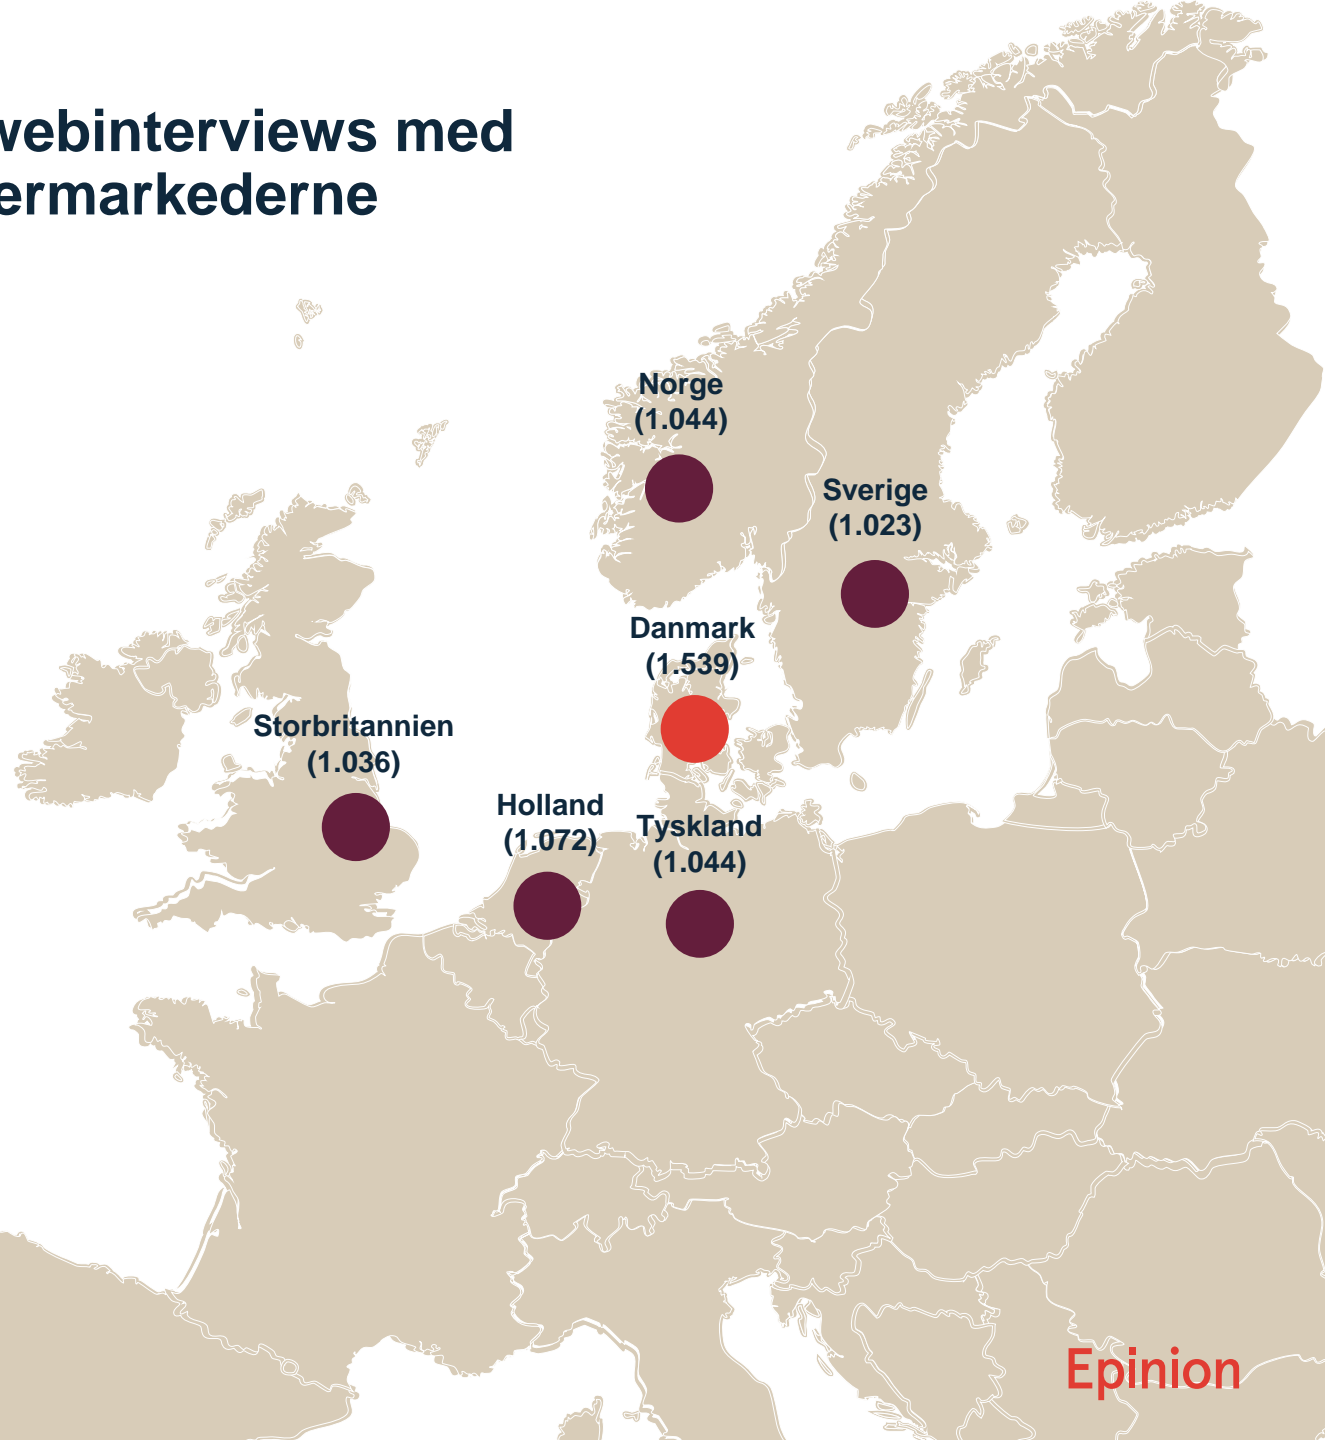 webinterviews med
ermarkederne
Norge
(1.044)
Sverige
(1.023)
Danmark
(1.539)
Storbritannien
(1.036)
Holland
(1.072)
Tyskland
(1.044)
Epinion